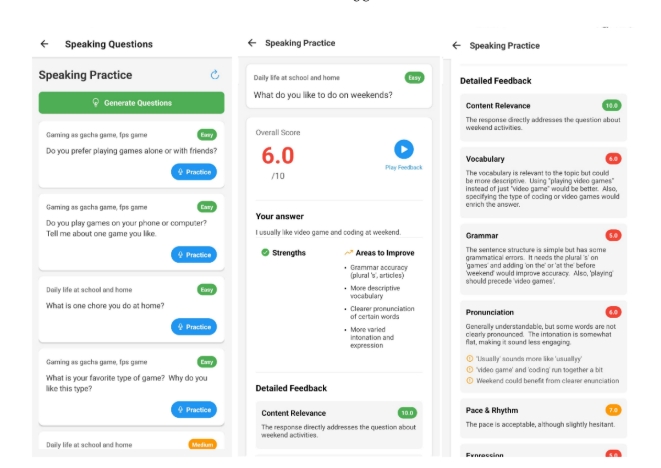 Speaking Questions
Speaking Practice
Generate Questions
Gaming as gacha game, fps game
Easy
Do you prefer playing games alone or with friends?
Practice
Gaming as gacha game, fps game
Easy
Do you play games on your phone or computer?
Tell me about one game you like.
Practice
Daily life at school and home
Easy
What is one chore you do at home?
Practice
Gaming as gacha game, fps game
Easy
What is your favorite type of game? Why do you
like this type?
Practice
Daily life at school and home
Medium
Speaking Practice
Daily life at school and home
Easy
What do you like to do on weekends?
Overall Score
6.0
/10
Play Feedback
Your answer
I usually like video game and coding at weekend.
Strengths
Areas to Improve
• Grammar accuracy
(plural 's', articles)
• More descriptive
vocabulary
• Clearer pronunciation
of certain words
• More varied
intonation and
expression
Detailed Feedback
Content Relevance
10.0
The response directly addresses the question about
weekend activities.
Speaking Practice
Detailed Feedback
Content Relevance
10.0
The response directly addresses the question about
weekend activities.
Vocabulary
6.0
The vocabulary is relevant to the topic but could
be more descriptive. Using "playing video games"
instead of just "video game" would be better. Also,
specifying the type of coding or video games would
enrich the answer.
Grammar
5.0
The sentence structure is simple but has some
grammatical errors. It needs the plural 's' on
'games' and adding 'on the' or 'at the' before
'weekend' would improve accuracy. Also, 'playing'
should precede 'video games'.
Pronunciation
6.0
Generally understandable, but some words are not
clearly pronounced. The intonation is somewhat
flat, making it sound less engaging.
'Usually' sounds more like 'usuallyy'
'video game' and 'coding' run together a bit
Weekend could benefit from clearer enunciation
Pace & Rhythm
7.0
The pace is acceptable, although slightly hesitant.
Expression
5.0